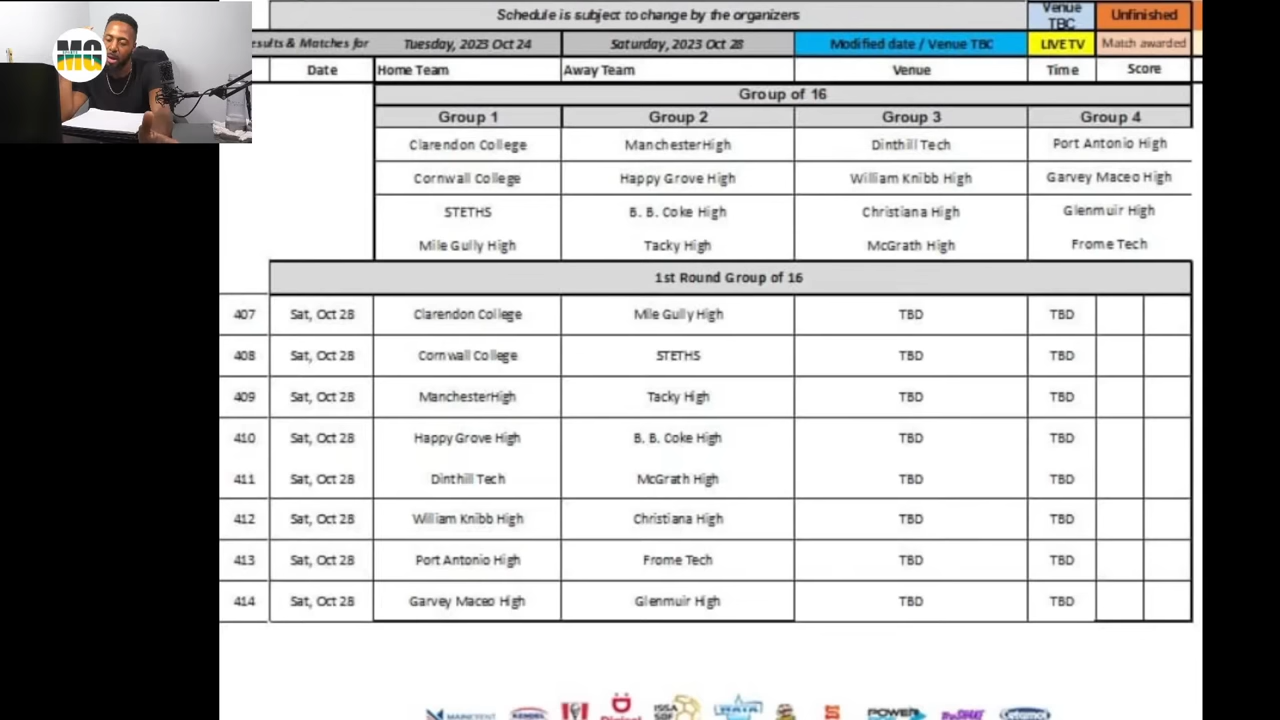 Schedule is subject to change by the organizers Venue TBC Unfinished
esults & Matches for Tuesday, 2023 Oct 24 Saturday, 2023 Oct 28 Modified date / Venue TBC LIVE TV Match awarded
Date Home Team Away Team Venue Time Score
Group of 16
Group 1 Group 2 Group 3 Group 4
Clarendon College ManchesterHigh Dinthill Tech Port Antonio High
Cornwall College Happy Grove High William Knibb High Garvey Maceo High
STETHS B. B. Coke High Christiana High Glenmuir High
Mile Gully High Tacky High McGrath High Frome Tech
1st Round Group of 16
407 Sat, Oct 28 Clarendon College Mile Gully High TBD TBD
408 Sat, Oct 28 Cornwall College STETHS TBD TBD
409 Sat, Oct 28 ManchesterHigh Tacky High TBD TBD
410 Sat, Oct 28 Happy Grove High B. B. Coke High TBD TBD
411 Sat, Oct 28 Dinthill Tech McGrath High TBD TBD
412 Sat, Oct 28 William Knibb High Christiana High TBD TBD
413 Sat, Oct 28 Port Antonio High Frome Tech TBD TBD
414 Sat, Oct 28 Garvey Maceo High Glenmuir High TBD TBD
MG
KFC Digicel ISSA POWER